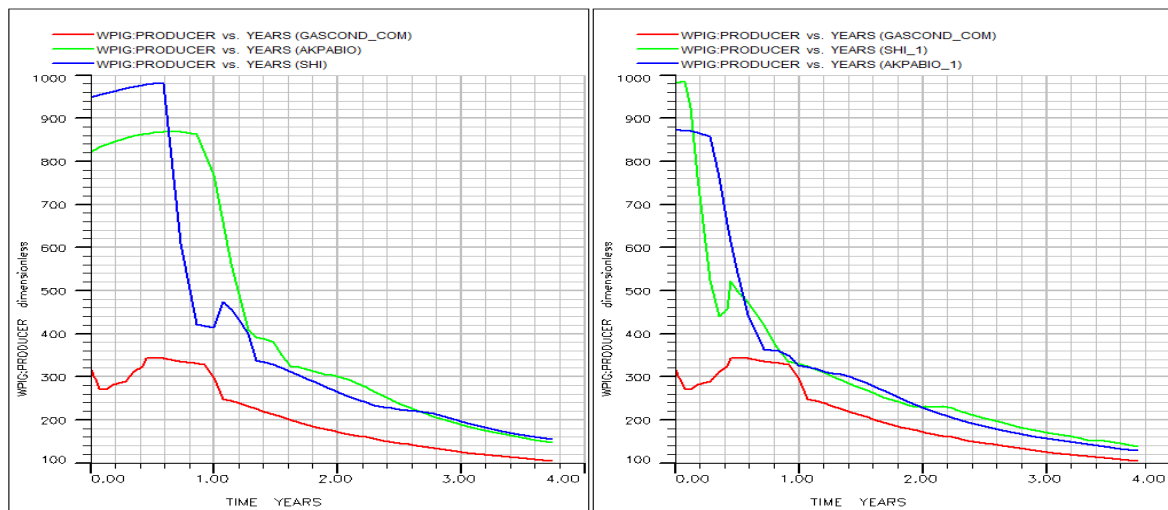 WPIG:PRODUCER vs. YEARS (GASCOND_COM)
WPIG:PRODUCER vs. YEARS (AKPABIO)
WPIG:PRODUCER vs. YEARS (SHI)
1000
900
800
700
600
500
400
300
200
100
WPIG:PRODUCER dimensionless
0.00 1.00 2.00 3.00 4.00
TIME YEARS
WPIG:PRODUCER vs. YEARS (GASCOND_COM)
WPIG:PRODUCER vs. YEARS (SHI_1)
WPIG:PRODUCER vs. YEARS (AKPABIO_1)
1000
900
800
700
600
500
400
300
200
100
WPIG:PRODUCER dimensionless
0.00 1.00 2.00 3.00 4.00
TIME YEARS